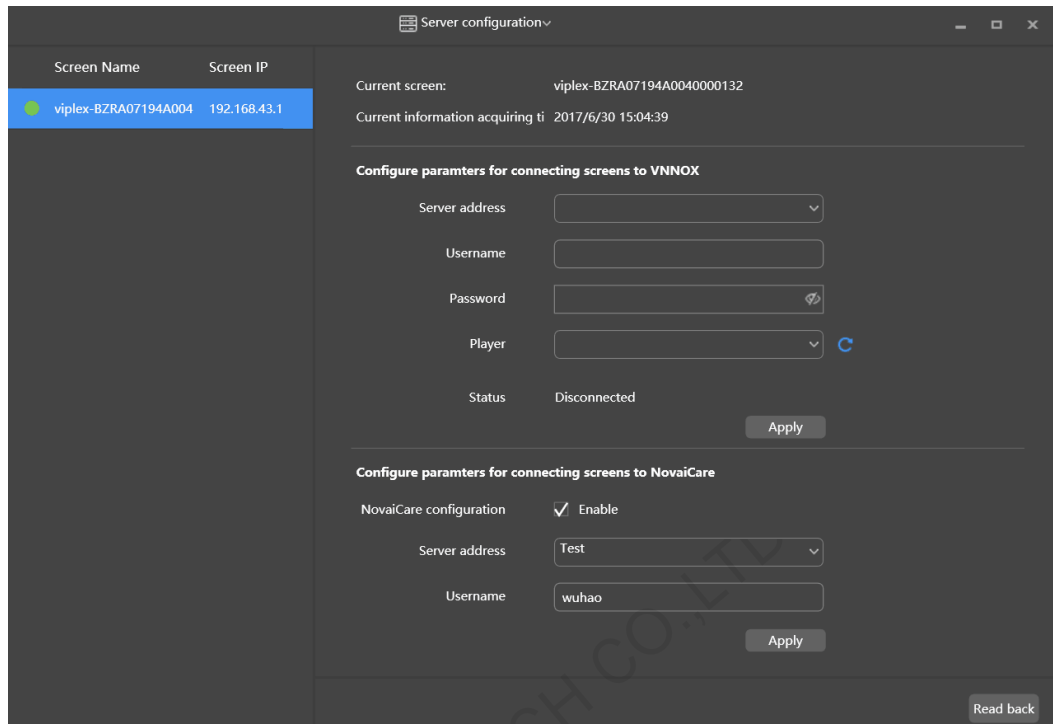 Server configuration
Screen Name Screen IP
viplex-BZRA07194A004 192.168.43.1
Current screen: viplex-BZRA07194A0040000132
Current information acquiring ti 2017/6/30 15:04:39
Configure paramters for connecting screens to VNNOX
Server address
Username
Password
Player
Status Disconnected
Apply
Configure paramters for connecting screens to NovaiCare
NovaiCare configuration Enable
Server address Test
Username wuhao
Apply
CH CO.,LTD
Read back